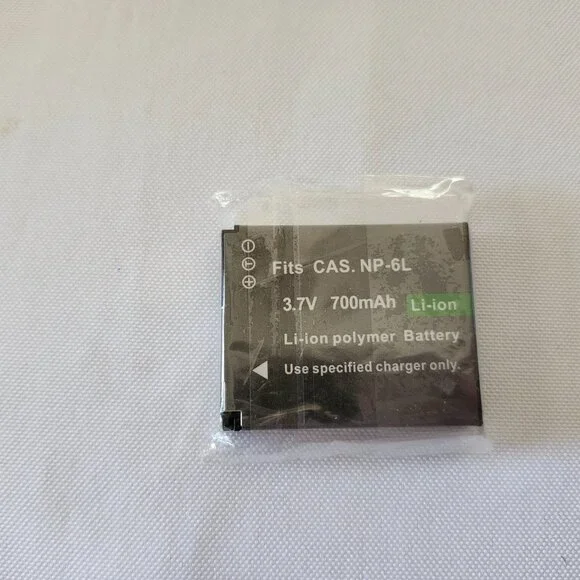 Fits CAS. NP-6L
3.7V 700mAh Li-ion
Li-ion polymer Battery
Use specified charger only.